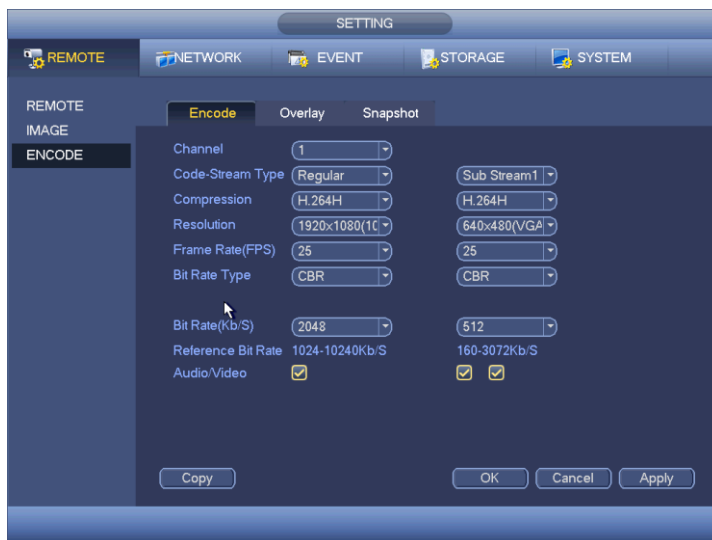 SETTING
REMOTE NETWORK EVENT STORAGE SYSTEM
REMOTE
IMAGE
ENCODE
Encode Overlay Snapshot
Channel 1
Code-Stream Type Regular Sub Stream1
Compression H.264H H.264H
Resolution 1920x1080(10 640x480(VGA
Frame Rate(FPS) 25 25
Bit Rate Type CBR CBR
Bit Rate(Kb/S) 2048 512
Reference Bit Rate 1024-10240Kb/S 160-3072Kb/S
Audio/Video
Copy OK Cancel Apply